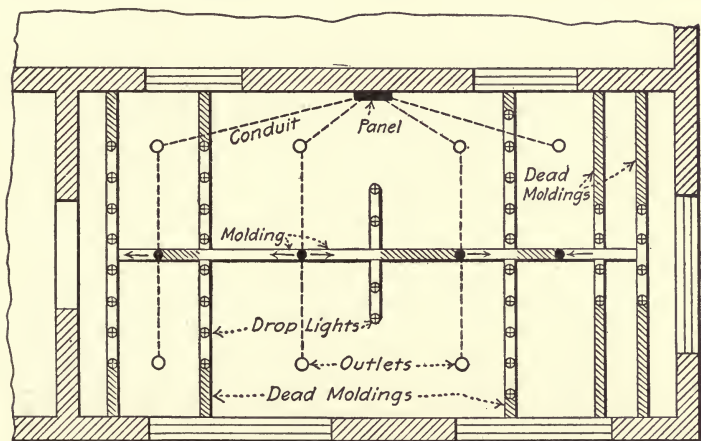 Conduit
Panel
Dead
Moldings
Molding
Drop Lights
Outlets
Dead Moldings